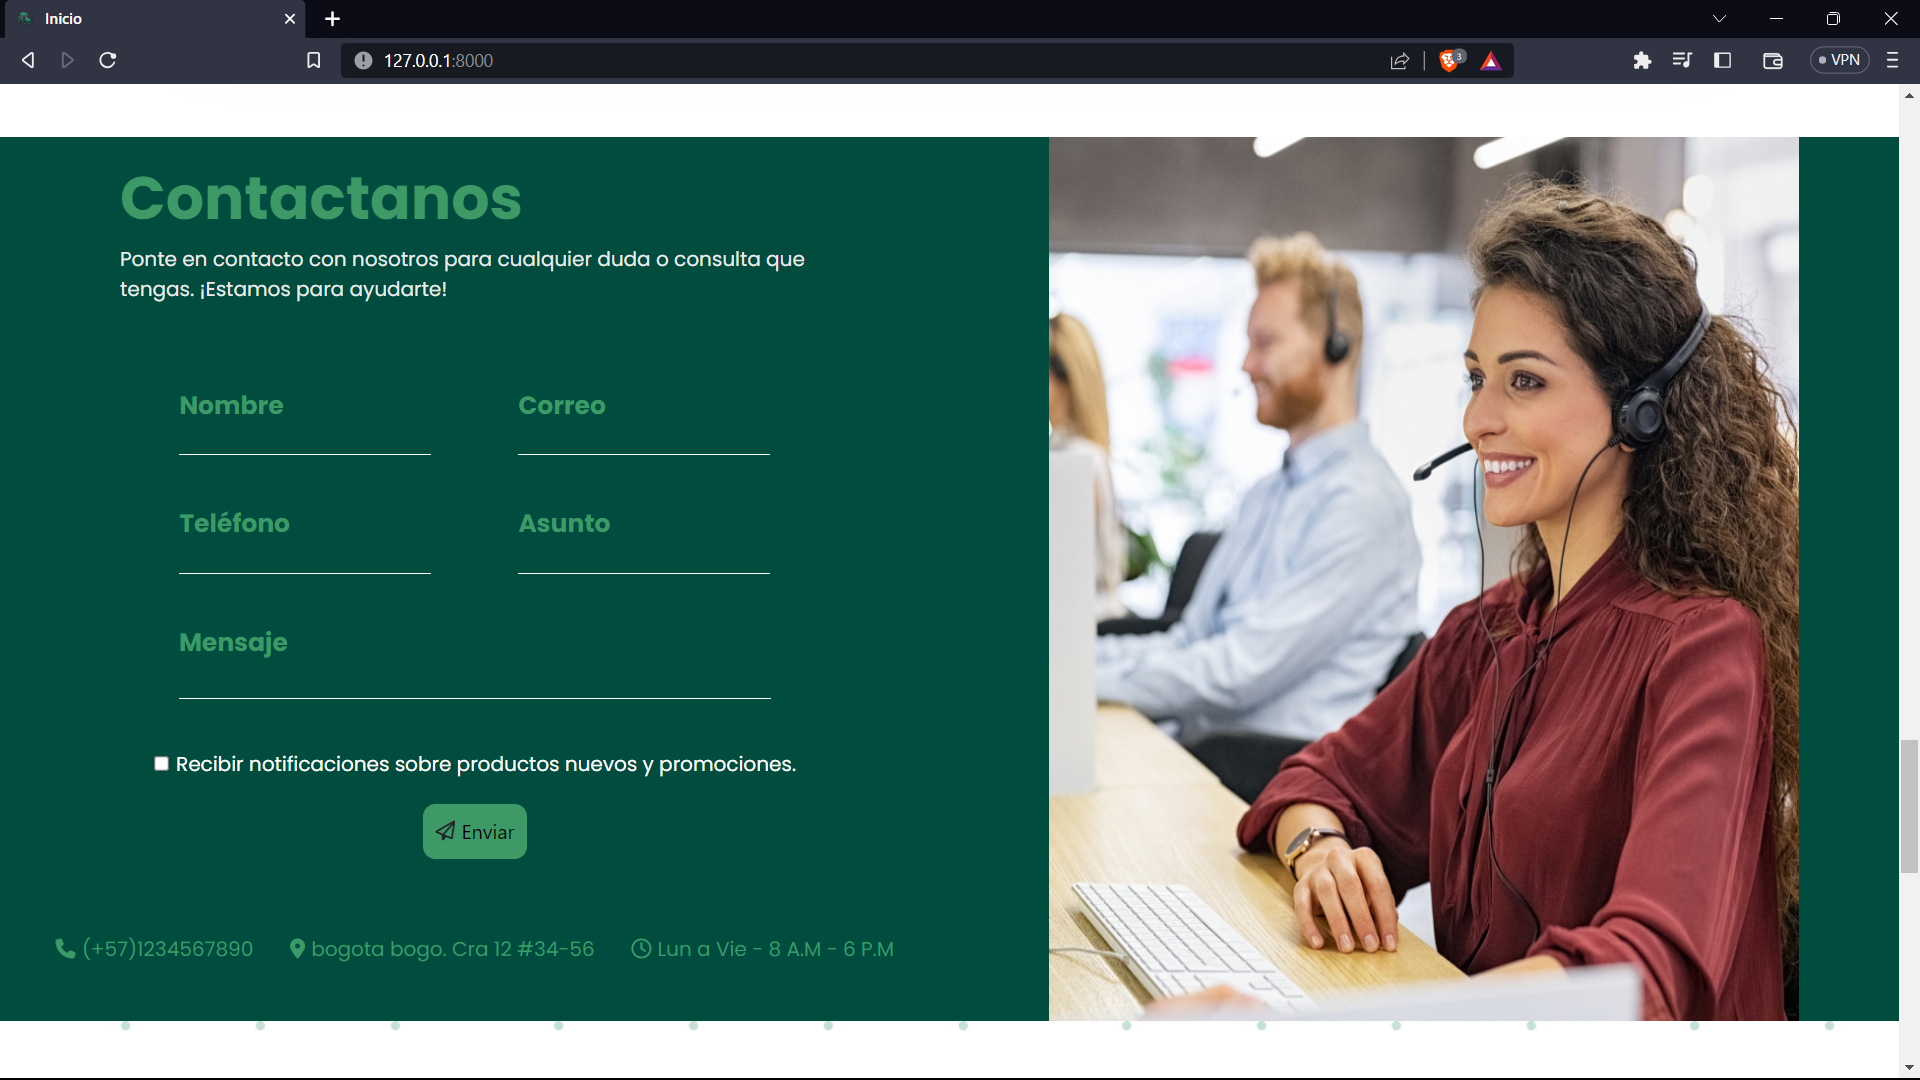 Inicio
127.0.0.1:8000
3
VPN
Contactanos
Ponte en contacto con nosotros para cualquier duda o consulta que
tengas. ¡Estamos para ayudarte!
Nombre
Correo
Teléfono
Asunto
Mensaje
Recibir notificaciones sobre productos nuevos y promociones.
Enviar
(+57)1234567890
bogota bogo. Cra 12 #34-56
Lun a Vie - 8 A.M - 6 P.M